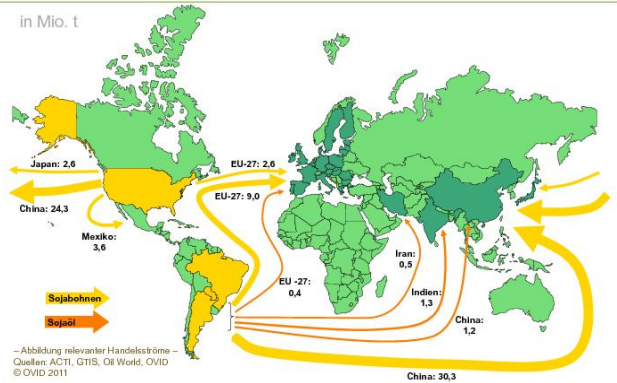 in Mio. t
Japan: 2,6
EU-27: 2,6
China: 24,3
EU-27: 9,0
Mexiko:
3,6
EU -27:
0,4
Iran:
0,5
Indien:
1,3
China:
1,2
Sojabohnen
Sojaöl
China: 30,3
– Abbildung relevanter Handelsströme –
Quellen: ACTI, GTIS, Oil World, OVID
© OVID 2011